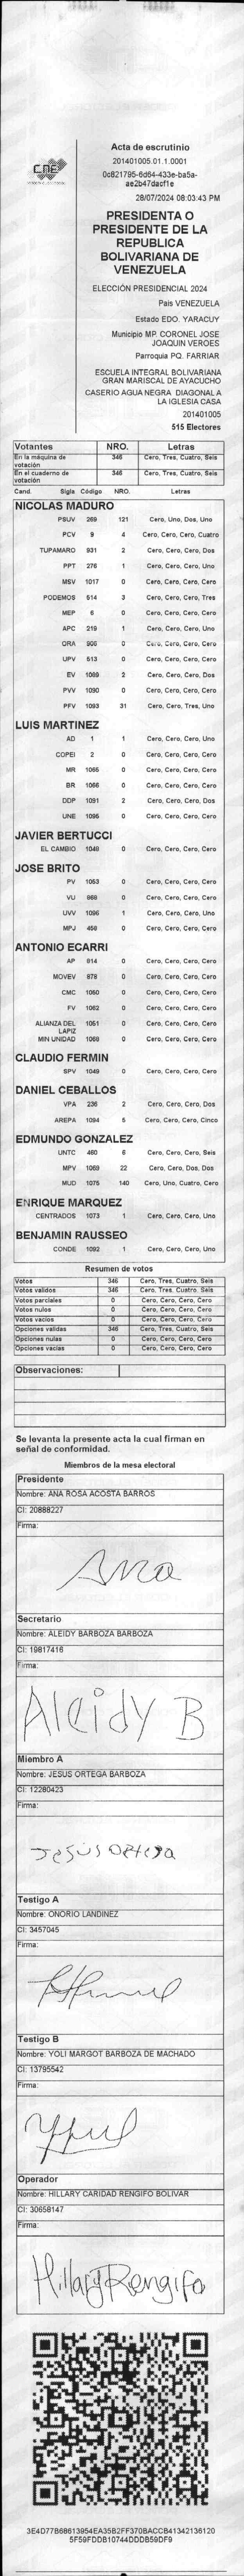 CNE
Acta de escrutinio
201401005.01.1.0001
0c821795-6d64-433e-ba5a-
ae2b47dacf1e
28/07/2024 08:03:43 PM
PRESIDENTA O
PRESIDENTE DE LA
REPUBLICA
BOLIVARIANA DE
VENEZUELA
ELECCIÓN PRESIDENCIAL 2024
País VENEZUELA
Estado EDO. YARACUY
Municipio MP. CORONEL JOSE
JOAQUIN VEROES
Parroquia PQ. FARRIAR
ESCUELA INTEGRAL BOLIVARIANA
GRAN MARISCAL DE AYACUCHO
CASERIO AGUA NEGRA DIAGONAL A
LA IGLESIA CASA
201401005
515 Electores
Votantes NRO. Letras
En la máquina de votación 346 Cero, Tres, Cuatro, Seis
En el cuaderno de votación 346 Cero, Tres, Cuatro, Seis
Cand. Sigla Código NRO. Letras
NICOLAS MADURO
PSUV 269 121 Cero, Uno, Dos, Uno
PCV 9 4 Cero, Cero, Cero, Cuatro
TUPAMARO 931 2 Cero, Cero, Cero, Dos
PPT 276 1 Cero, Cero, Cero, Uno
MSV 1017 0 Cero, Cero, Cero, Cero
PODEMOS 514 3 Cero, Cero, Cero, Tres
MEP 6 0 Cero, Cero, Cero, Cero
APC 219 1 Cero, Cero, Cero, Uno
ORA 906 0 Cero, Cero, Cero, Cero
UPV 513 0 Cero, Cero, Cero, Cero
EV 1089 2 Cero, Cero, Cero, Dos
PVV 1090 0 Cero, Cero, Cero, Cero
PFV 1093 31 Cero, Cero, Tres, Uno
LUIS MARTINEZ
AD 1 1 Cero, Cero, Cero, Uno
COPEI 2 0 Cero, Cero, Cero, Cero
MR 1065 0 Cero, Cero, Cero, Cero
BR 1066 0 Cero, Cero, Cero, Cero
DDP 1091 2 Cero, Cero, Cero, Dos
UNE 1095 0 Cero, Cero, Cero, Cero
JAVIER BERTUCCI
EL CAMBIO 1048 0 Cero, Cero, Cero, Cero
JOSE BRITO
PV 1053 0 Cero, Cero, Cero, Cero
VU 868 0 Cero, Cero, Cero, Cero
UVV 1096 1 Cero, Cero, Cero, Uno
MPJ 459 0 Cero, Cero, Cero, Cero
ANTONIO ECARRI
AP 814 0 Cero, Cero, Cero, Cero
MOVEV 878 0 Cero, Cero, Cero, Cero
CMC 1050 0 Cero, Cero, Cero, Cero
FV 1062 0 Cero, Cero, Cero, Cero
ALIANZA DEL LAPIZ 1051 0 Cero, Cero, Cero, Cero
MIN UNIDAD 1068 0 Cero, Cero, Cero, Cero
CLAUDIO FERMIN
SPV 1049 0 Cero, Cero, Cero, Cero
DANIEL CEBALLOS
VPA 236 2 Cero, Cero, Cero, Dos
AREPA 1094 5 Cero, Cero, Cero, Cinco
EDMUNDO GONZALEZ
UNTC 460 6 Cero, Cero, Cero, Seis
MPV 1069 22 Cero, Cero, Dos, Dos
MUD 1075 140 Cero, Uno, Cuatro, Cero
ENRIQUE MARQUEZ
CENTRADOS 1073 1 Cero, Cero, Cero, Uno
BENJAMIN RAUSSEO
CONDE 1092 1 Cero, Cero, Cero, Uno
Resumen de votos
Votos 346 Cero, Tres, Cuatro, Seis
Votos validos 346 Cero, Tres, Cuatro, Seis
Votos parciales 0 Cero, Cero, Cero, Cero
Votos nulos 0 Cero, Cero, Cero, Cero
Votos vacios 0 Cero, Cero, Cero, Cero
Opciones validas 346 Cero, Tres, Cuatro, Seis
Opciones nulas 0 Cero, Cero, Cero, Cero
Opciones vacias 0 Cero, Cero, Cero, Cero
Observaciones:
Se levanta la presente acta la cual firman en
señal de conformidad.
Miembros de la mesa electoral
Presidente
Nombre: ANA ROSA ACOSTA BARROS
CI: 20888227
Firma:
Ana
Secretario
Nombre: ALEIDY BARBOZA BARBOZA
CI: 19817416
Firma:
Aleidy B
Miembro A
Nombre: JESUS ORTEGA BARBOZA
CI: 12280423
Firma:
Jesús Ortega
Testigo A
Nombre: ONORIO LANDINEZ
CI: 3457045
Firma:
Testigo B
Nombre: YOLI MARGOT BARBOZA DE MACHADO
CI: 13795542
Firma:
Operador
Nombre: HILLARY CARIDAD RENGIFO BOLIVAR
CI: 30658147
Firma:
Hillary Rengifo
3E4D77B68613954EA35B2FF370BACCB41342136120
5F59FDDB10744DDDB59DF9